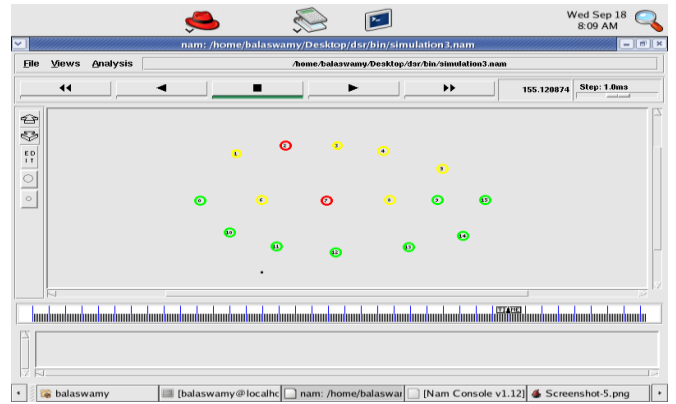 Wed Sep 18
8:09 AM
nam: /home/balaswamy/Desktop/dsr/bin/simulation3.nam
File Views Analysis /home/balaswamy/Desktop/dsr/bin/simulation3.nam
155.120874 Step: 1.0ms
E D
I T
2
1 3
4
5
0 6 7 8 9 15
10 14
11 12 13
TIME
balaswamy [balaswamy@localhc nam: /home/balaswar [Nam Console v1.12] Screenshot-5.png